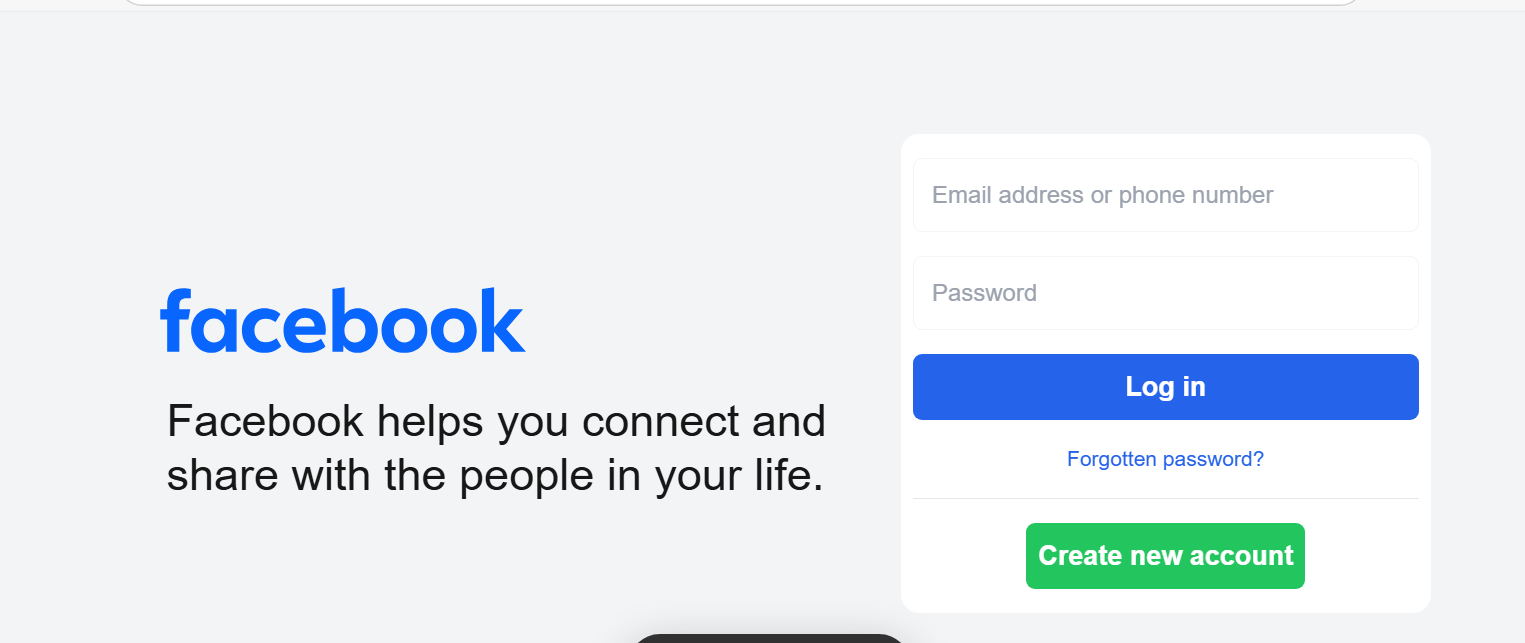 facebook
Facebook helps you connect and
share with the people in your life.
Email address or phone number
Password
Log in
Forgotten password?
Create new account